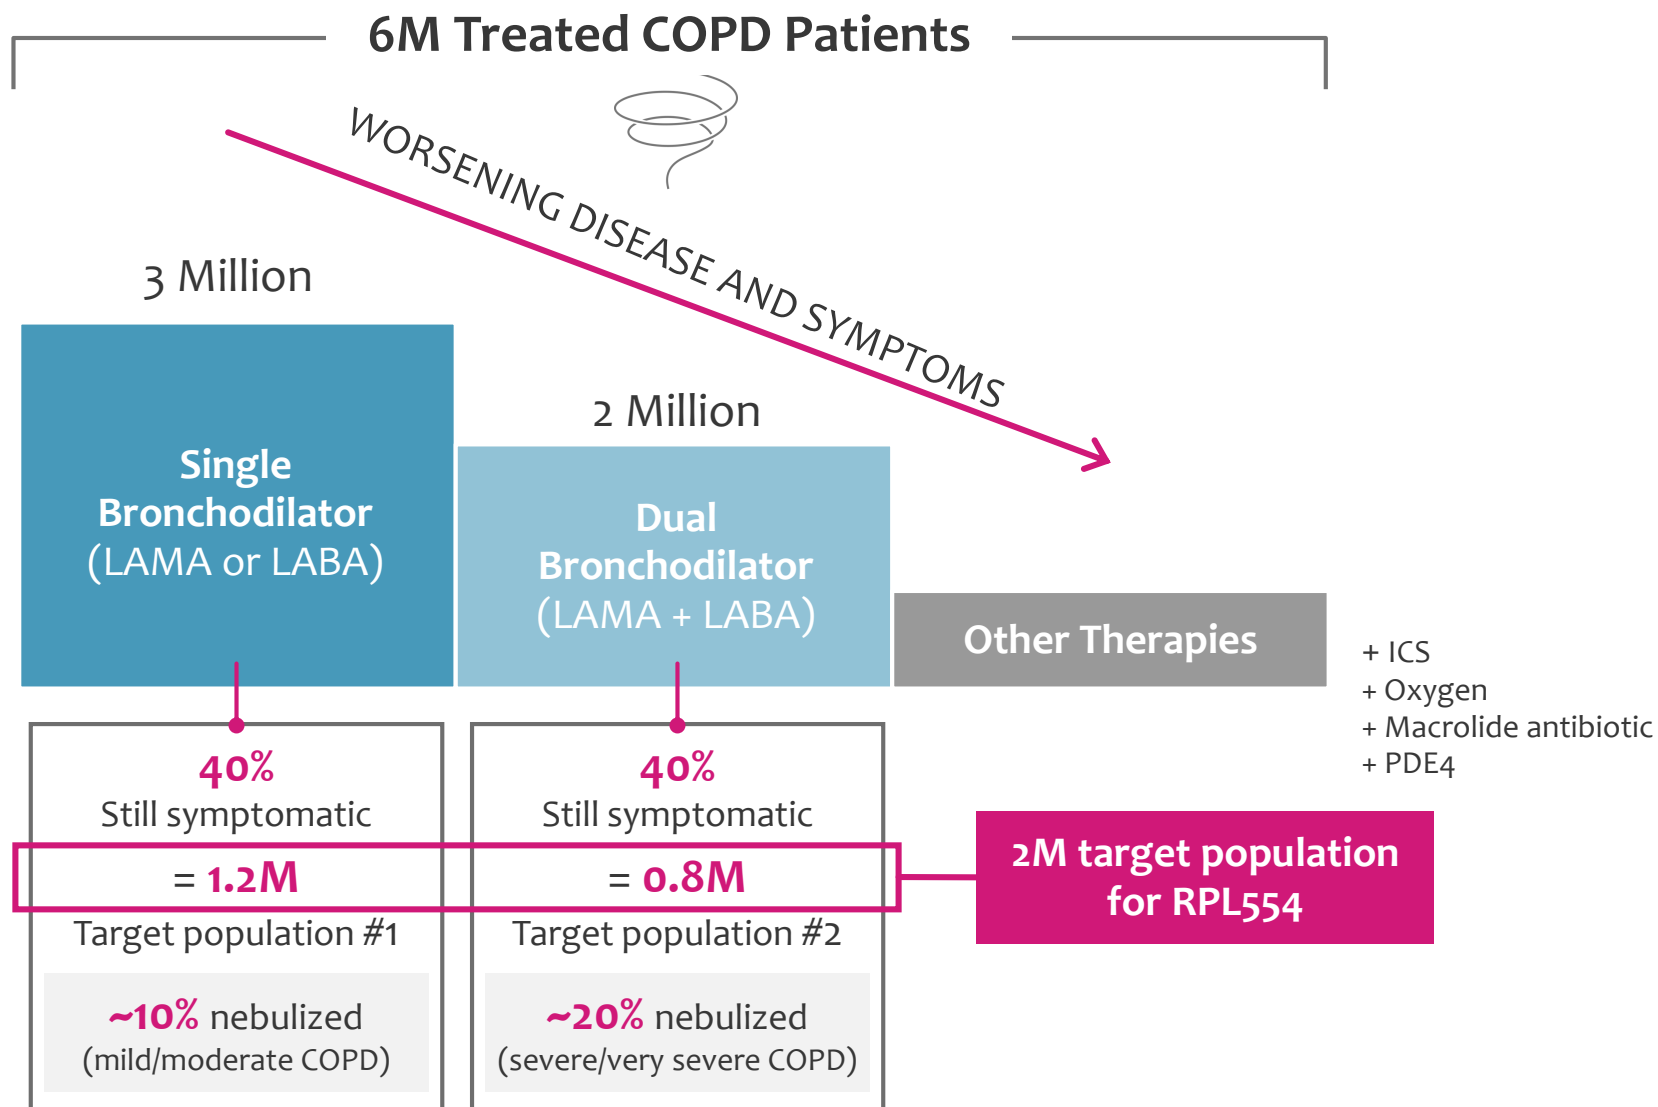 6M Treated COPD Patients
WORSENING DISEASE AND SYMPTOMS
3 Million
Single
Bronchodilator
(LAMA or LABA)
2 Million
Dual
Bronchodilator
(LAMA + LABA)
Other Therapies
+ ICS
+ Oxygen
+ Macrolide antibiotic
+ PDE4
40%
Still symptomatic
= 1.2M
Target population #1
~10% nebulized
(mild/moderate COPD)
40%
Still symptomatic
= 0.8M
Target population #2
~20% nebulized
(severe/very severe COPD)
2M target population
for RPL554